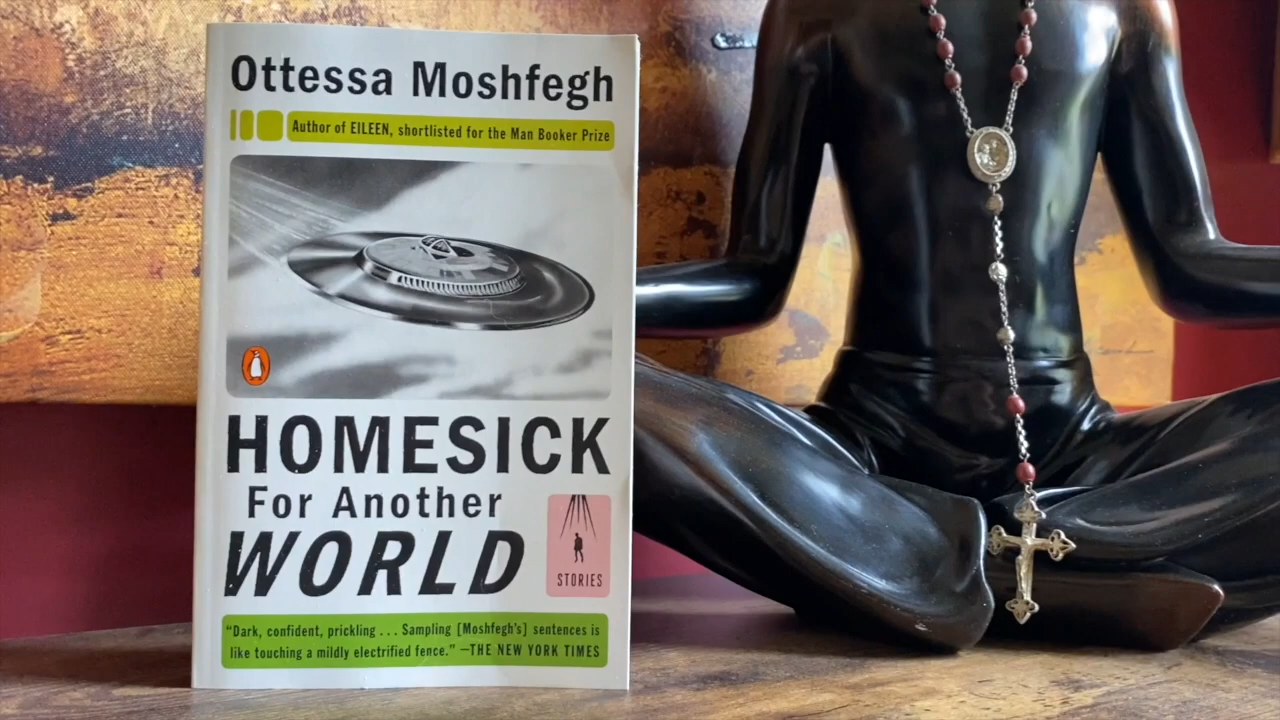 Ottessa Moshfegh
Author of EILEEN, shortlisted for the Man Booker Prize
HOMESICK
For Another
WORLD
STORIES
“Dark, confident, prickling . . . Sampling [Moshfegh's] sentences is
like touching a mildly electrified fence.” —THE NEW YORK TIMES